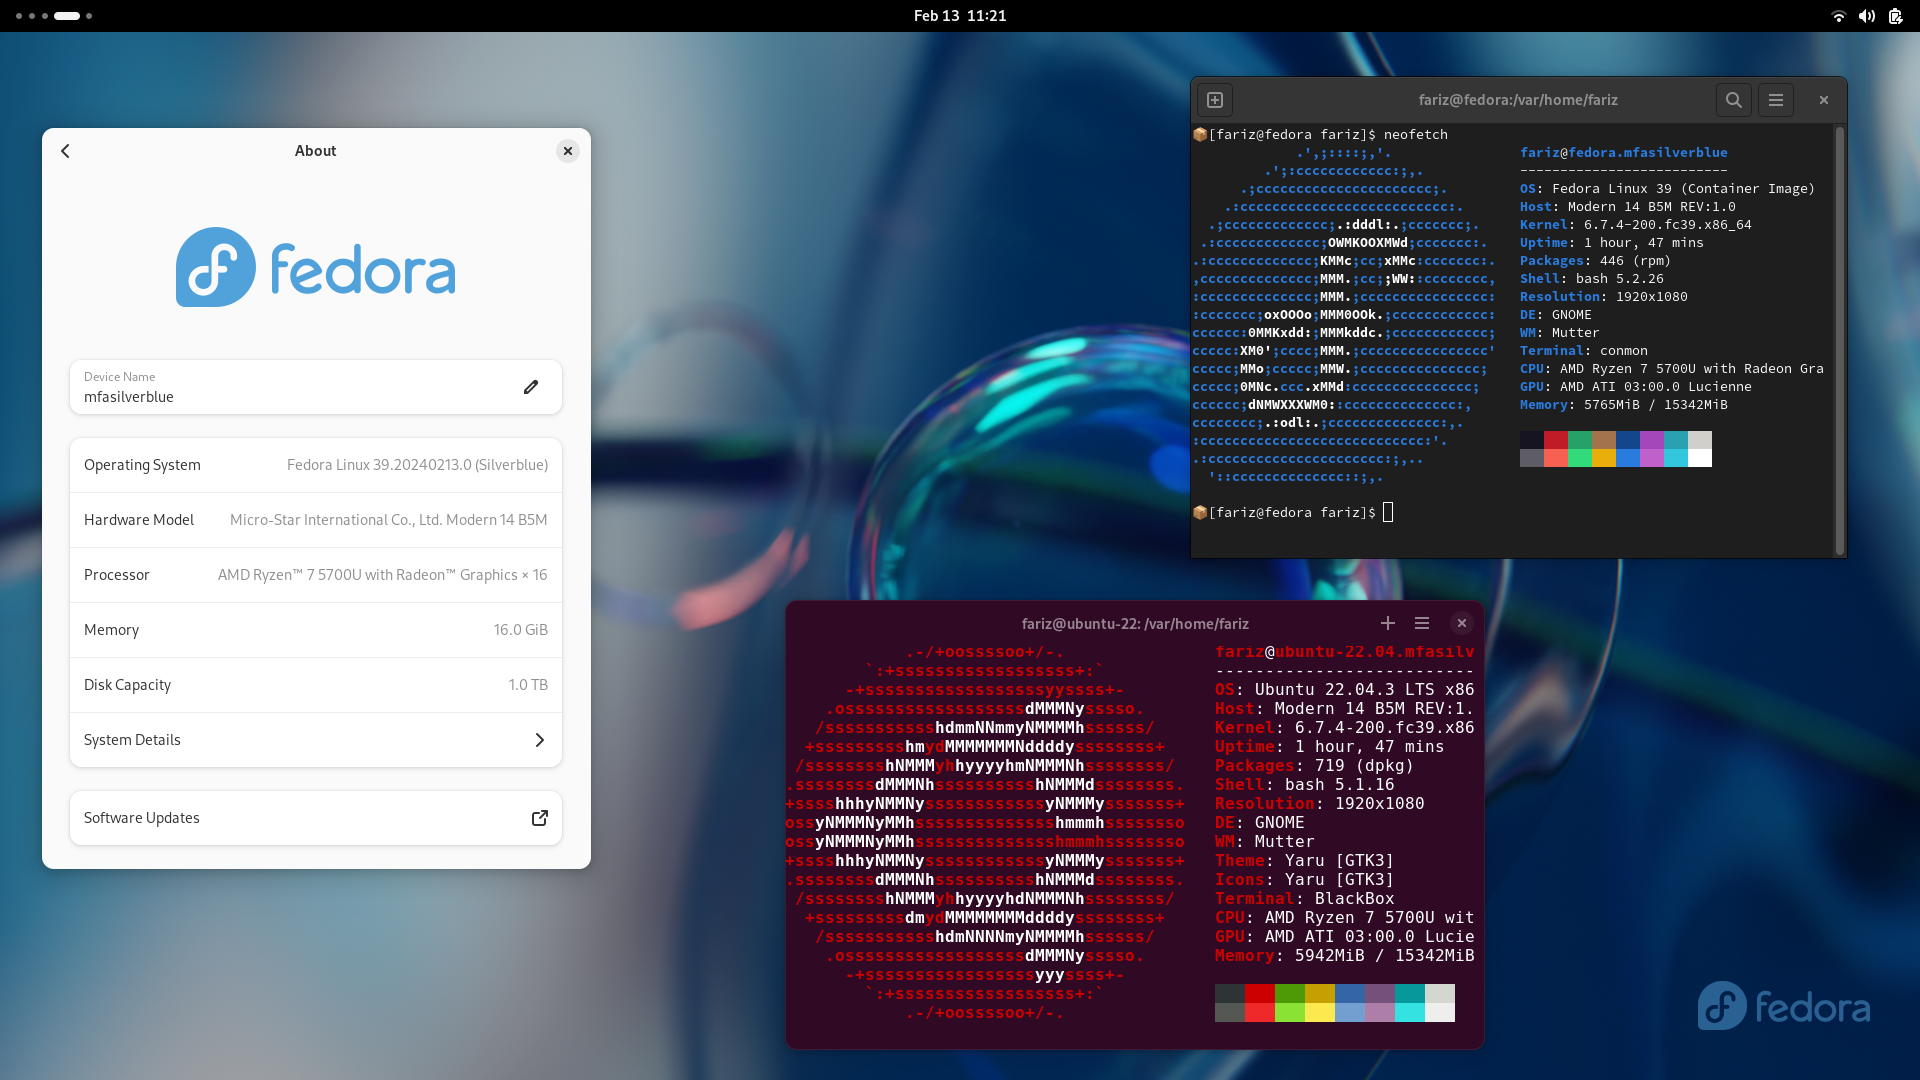 Feb 13 11:21
About
fedora
Device Name
mfasilverblue
Operating System Fedora Linux 39.20240213.0 (Silverblue)
Hardware Model Micro-Star International Co., Ltd. Modern 14 B5M
Processor AMD Ryzen™ 7 5700U with Radeon™ Graphics × 16
Memory 16.0 GiB
Disk Capacity 1.0 TB
System Details
Software Updates
fariz@fedora:/var/home/fariz
[fariz@fedora fariz]$ neofetch
fariz@fedora.mfasilverblue
--------------------------
OS: Fedora Linux 39 (Container Image)
Host: Modern 14 B5M REV:1.0
Kernel: 6.7.4-200.fc39.x86_64
Uptime: 1 hour, 47 mins
Packages: 446 (rpm)
Shell: bash 5.2.26
Resolution: 1920x1080
DE: GNOME
WM: Mutter
Terminal: conmon
CPU: AMD Ryzen 7 5700U with Radeon Gra
GPU: AMD ATI 03:00.0 Lucienne
Memory: 5765MiB / 15342MiB
[fariz@fedora fariz]$
fariz@ubuntu-22: /var/home/fariz
fariz@ubuntu-22.04.mfasilv
--------------------------
OS: Ubuntu 22.04.3 LTS x86
Host: Modern 14 B5M REV:1.
Kernel: 6.7.4-200.fc39.x86
Uptime: 1 hour, 47 mins
Packages: 719 (dpkg)
Shell: bash 5.1.16
Resolution: 1920x1080
DE: GNOME
WM: Mutter
Theme: Yaru [GTK3]
Icons: Yaru [GTK3]
Terminal: BlackBox
CPU: AMD Ryzen 7 5700U wit
GPU: AMD ATI 03:00.0 Lucie
Memory: 5942MiB / 15342MiB
fedora